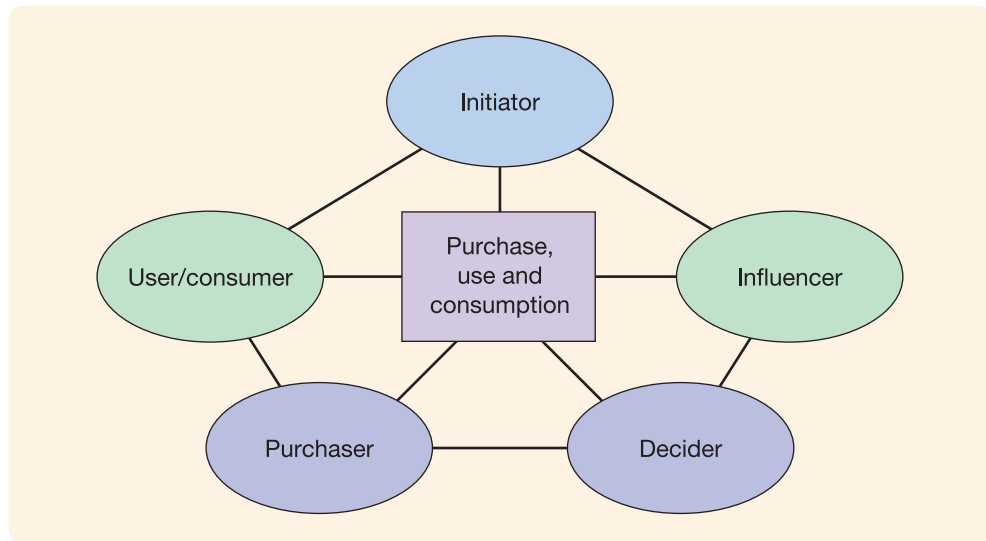 Initiator
User/consumer
Purchase,
use and
consumption
Influencer
Purchaser
Decider